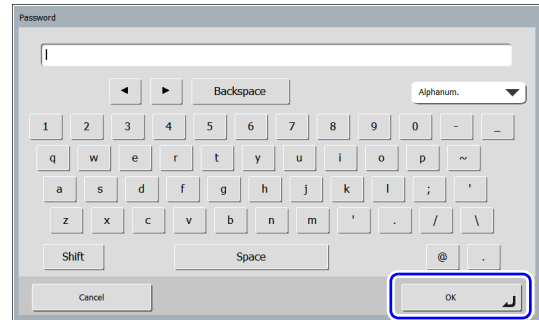 Password
Backspace Alphanum.
1 2 3 4 5 6 7 8 9 0 - _
q w e r t y u i o p ~
a s d f g h j k l ; '
z x c v b n m ' . / \
Shift Space @ .
Cancel OK